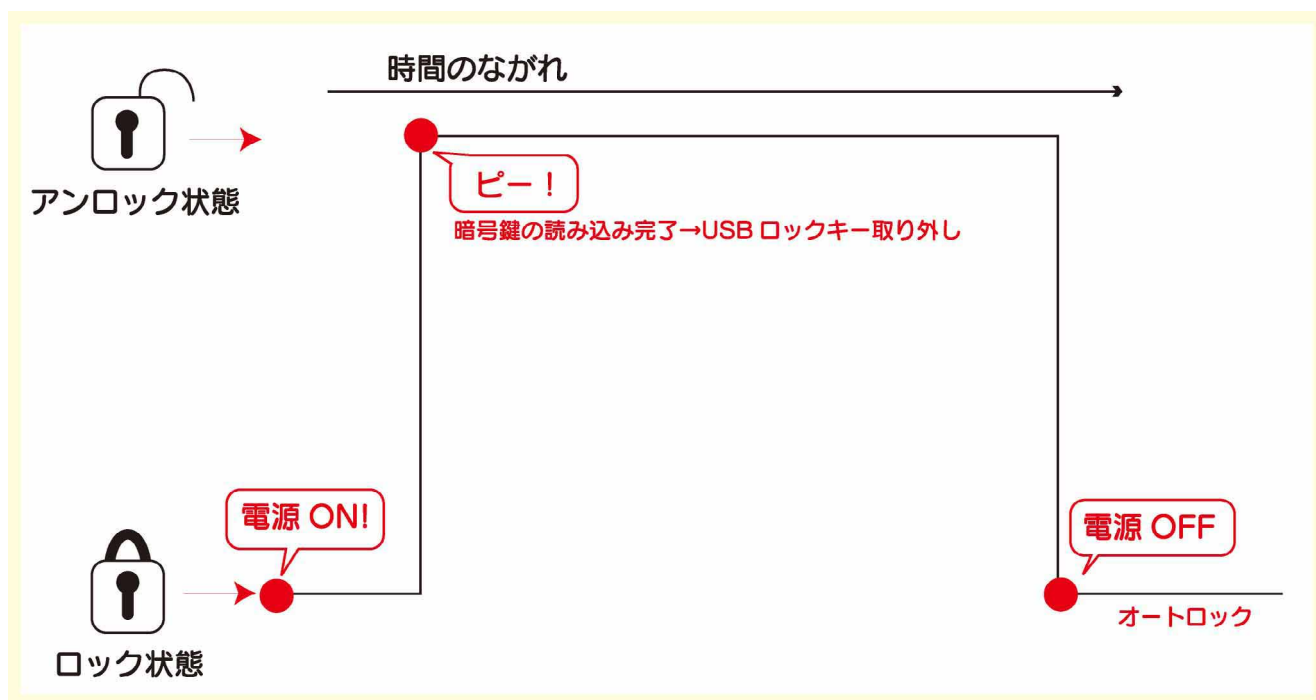 時間のながれ
アンロック状態
ピー！
暗号鍵の読み込み完了→USB ロックキー取り外し
電源 ON!
電源 OFF
オートロック
ロック状態